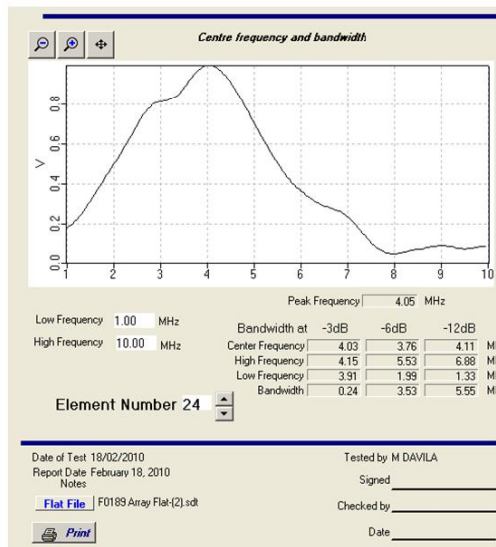 Centre frequency and bandwidth
V
0.8
0.6
0.4
0.2
0.0
1 2 3 4 5 6 7 8 9 10
Peak Frequency 4.05 MHz
Low Frequency 1.00 MHz
High Frequency 10.00 MHz
Bandwidth at -3dB -6dB -12dB
Center Frequency 4.03 3.76 4.11 M
High Frequency 4.15 5.53 6.88 M
Low Frequency 3.91 1.99 1.33 M
Bandwidth 0.24 3.53 5.55 M
Element Number 24
Date of Test 18/02/2010
Report Date February 18, 2010
Notes
Flat File F0189 Array Flat-(2).sdt
Print
Tested by M DAVILA
Signed
Checked by
Date